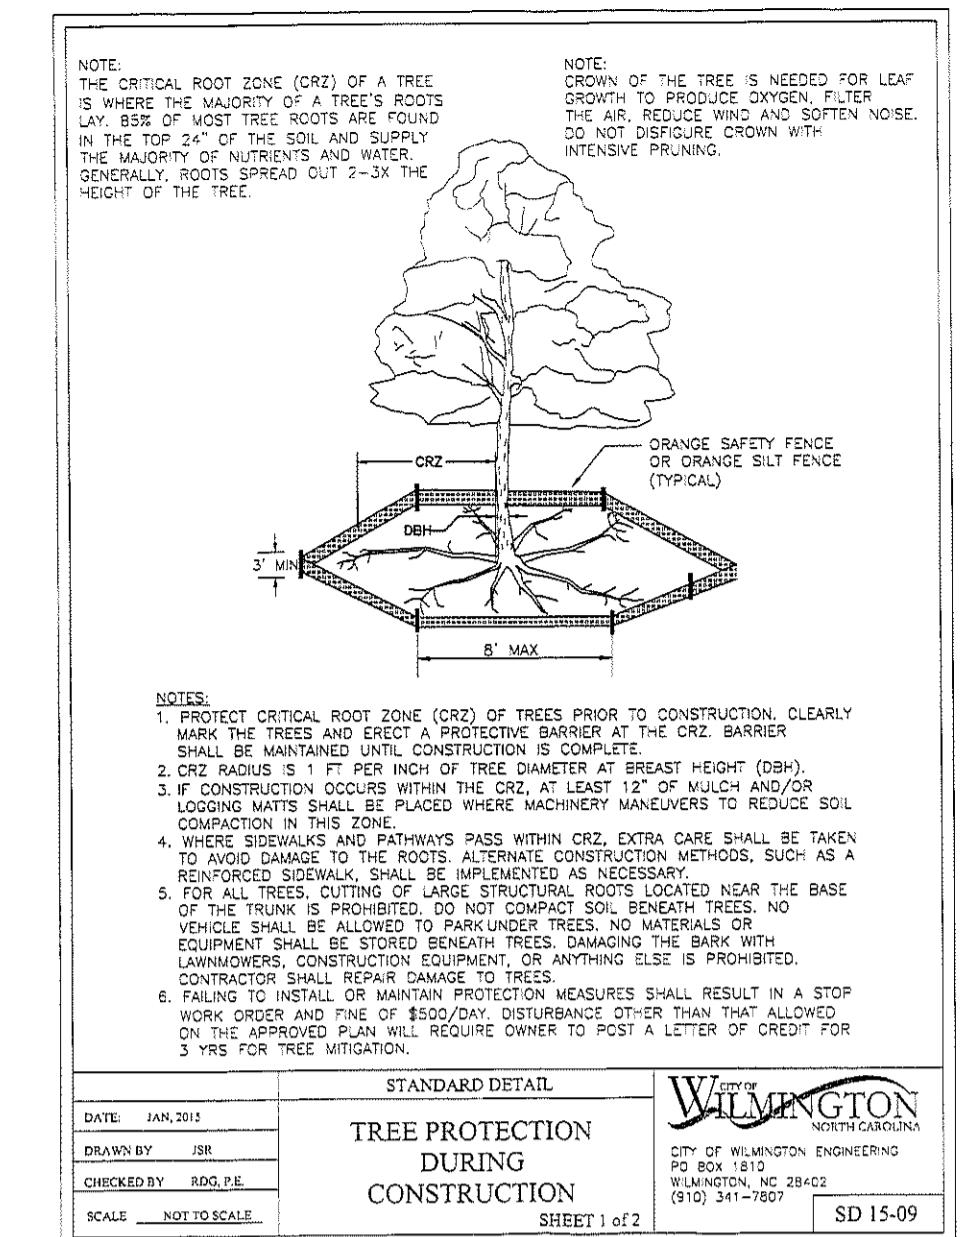 NOTE:
THE CRITICAL ROOT ZONE (CRZ) OF A TREE
IS WHERE THE MAJORITY OF A TREE'S ROOTS
LAY. 85% OF MOST TREE ROOTS ARE FOUND
IN THE TOP 24" OF THE SOIL AND SUPPLY
THE MAJORITY OF NUTRIENTS AND WATER.
GENERALLY, ROOTS SPREAD OUT 2-3X THE
HEIGHT OF THE TREE.
NOTE:
CROWN OF THE TREE IS NEEDED FOR LEAF
GROWTH TO PRODUCE OXYGEN, FILTER
THE AIR, REDUCE WIND AND SOFTEN NOISE.
DO NOT DISFIGURE CROWN WITH
INTENSIVE PRUNING.
ORANGE SAFETY FENCE
OR ORANGE SILT FENCE
(TYPICAL)
CRZ
DBH
3' MIN
8' MAX
NOTES:
1. PROTECT CRITICAL ROOT ZONE (CRZ) OF TREES PRIOR TO CONSTRUCTION. CLEARLY
MARK THE TREES AND ERECT A PROTECTIVE BARRIER AT THE CRZ. BARRIER
SHALL BE MAINTAINED UNTIL CONSTRUCTION IS COMPLETE.
2. CRZ RADIUS IS 1 FT PER INCH OF TREE DIAMETER AT BREAST HEIGHT (DBH).
3. IF CONSTRUCTION OCCURS WITHIN THE CRZ, AT LEAST 12" OF MULCH AND/OR
LOGGING MATTS SHALL BE PLACED WHERE MACHINERY MANEUVERS TO REDUCE SOIL
COMPACTION IN THIS ZONE.
4. WHERE SIDEWALKS AND PATHWAYS PASS WITHIN CRZ, EXTRA CARE SHALL BE TAKEN
TO AVOID DAMAGE TO THE ROOTS. ALTERNATE CONSTRUCTION METHODS, SUCH AS A
REINFORCED SIDEWALK, SHALL BE IMPLEMENTED AS NECESSARY.
5. FOR ALL TREES, CUTTING OF LARGE STRUCTURAL ROOTS LOCATED NEAR THE BASE
OF THE TRUNK IS PROHIBITED. DO NOT COMPACT SOIL BENEATH TREES. NO
VEHICLE SHALL BE ALLOWED TO PARK UNDER TREES. NO MATERIALS OR
EQUIPMENT SHALL BE STORED BENEATH TREES. DAMAGING THE BARK WITH
LAWNMOWERS, CONSTRUCTION EQUIPMENT, OR ANYTHING ELSE IS PROHIBITED.
CONTRACTOR SHALL REPAIR DAMAGE TO TREES.
6. FAILING TO INSTALL OR MAINTAIN PROTECTION MEASURES SHALL RESULT IN A STOP
WORK ORDER AND FINE OF $500/DAY. DISTURBANCE OTHER THAN THAT ALLOWED
ON THE APPROVED PLAN WILL REQUIRE OWNER TO POST A LETTER OF CREDIT FOR
3 YRS FOR TREE MITIGATION.
DATE: JAN, 2015
DRAWN BY JSR
CHECKED BY RDG, P.E.
SCALE NOT TO SCALE
STANDARD DETAIL
TREE PROTECTION
DURING
CONSTRUCTION
SHEET 1 of 2
CITY OF
WILMINGTON
NORTH CAROLINA
CITY OF WILMINGTON ENGINEERING
PO BOX 1810
WILMINGTON, NC 28402
(910) 341-7807
SD 15-09